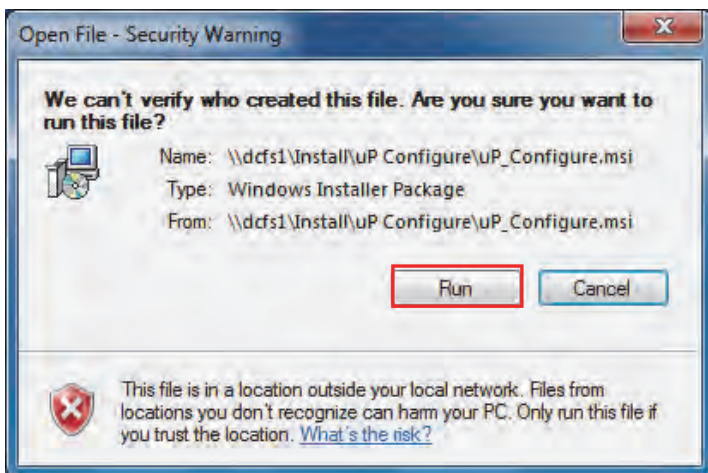 Open File - Security Warning
We can't verify who created this file. Are you sure you want to
run this file?
Name: \\dcfs1\Install\uP Configure\uP_Configure.msi
Type: Windows Installer Package
From: \\dcfs1\Install\uP Configure\uP_Configure.msi
Run Cancel
This file is in a location outside your local network. Files from
locations you don't recognize can harm your PC. Only run this file if
you trust the location. What's the risk?